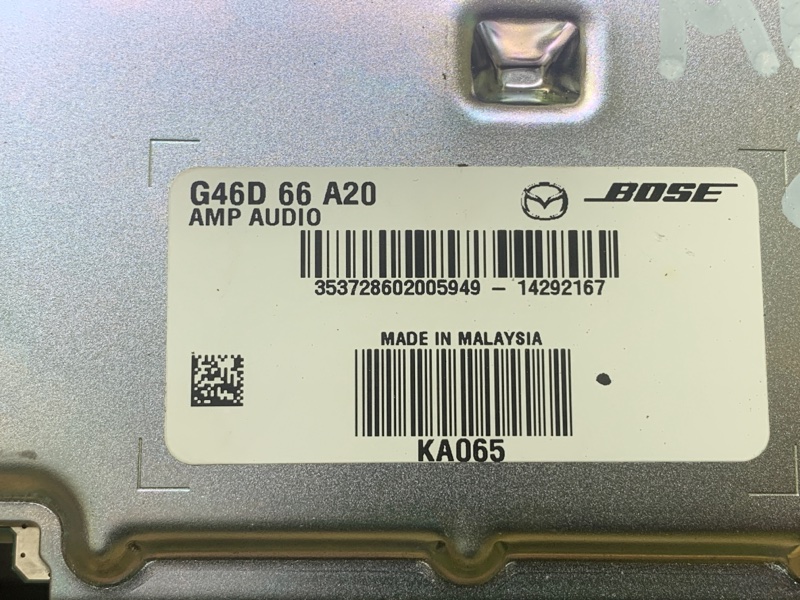 G46D 66 A20
BOSE
AMP AUDIO
353728602005949 - 14292167
MADE IN MALAYSIA
KA065